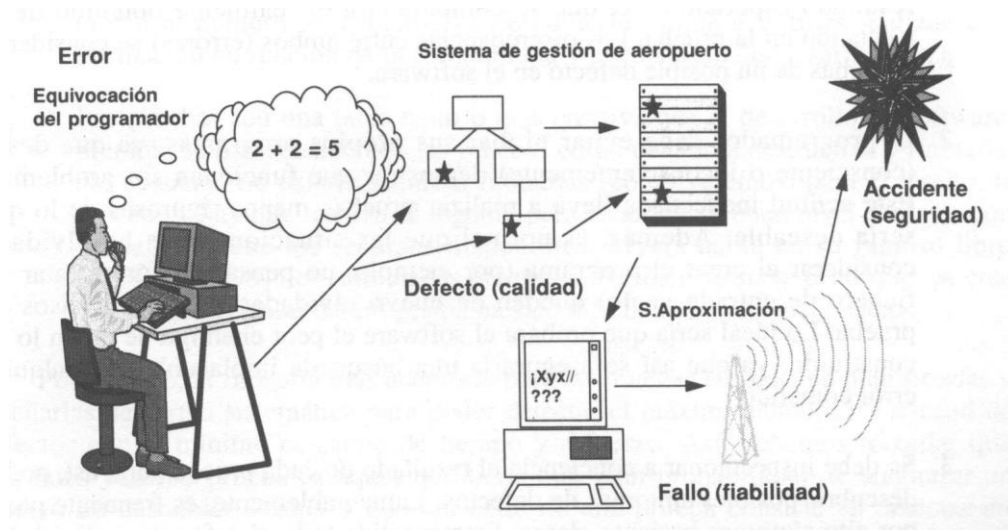 Error
Equivocación
del programador
2 + 2 = 5
Sistema de gestión de aeropuerto
Accidente
(seguridad)
Defecto (calidad)
S.Aproximación
¡Xyx//
???
Fallo (fiabilidad)